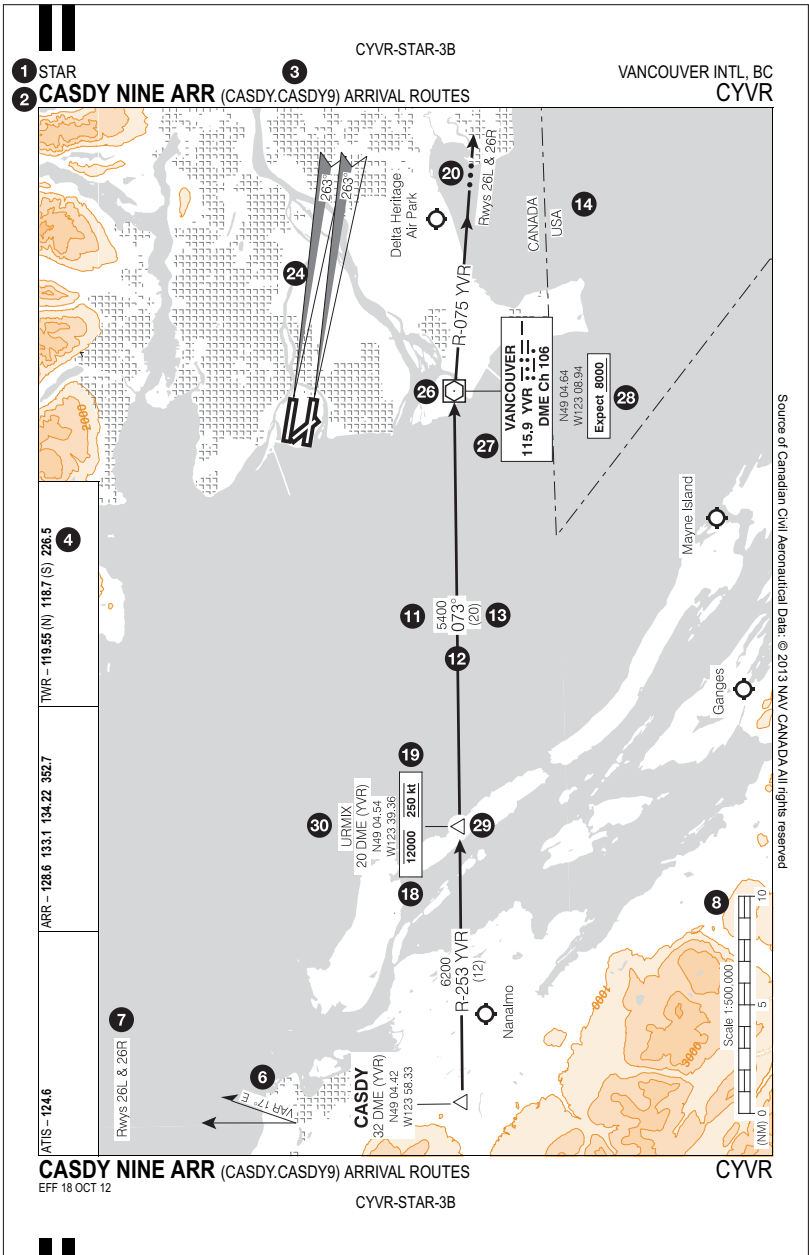 CYVR-STAR-3B
1 STAR
3
VANCOUVER INTL, BC
2 CASDY NINE ARR (CASDY.CASDY9) ARRIVAL ROUTES
CYVR
ATIS – 124.6
ARR – 128.6 133.1 134.22 352.7
TWR – 119.55 (N) 118.7 (S) 226.5
4
7
Rwys 26L & 26R
6
VAR 17° E
CASDY
32 DME (YVR)
N49 04.42
W123 58.33
6200
R-253 YVR
(12)
Nanaimo
30
URMIX
20 DME (YVR)
N49 04.54
W123 39.36
12000 250 kt
18
19
29
11
5400
073°
(20)
13
12
24
263°
263°
26
27
VANCOUVER
115.9 YVR
DME Ch 106
N49 04.64
W123 08.94
Expect 8000
28
R-075 YVR
20
Rwys 26L & 26R
Delta Heritage
Air Park
CANADA
USA
14
Mayne Island
Ganges
2000
1000
3000
8
Scale 1:500,000
(NM) 0
5
10
Source of Canadian Civil Aeronautical Data: © 2013 NAV CANADA All rights reserved
CASDY NINE ARR (CASDY.CASDY9) ARRIVAL ROUTES
CYVR
EFF 18 OCT 12
CYVR-STAR-3B